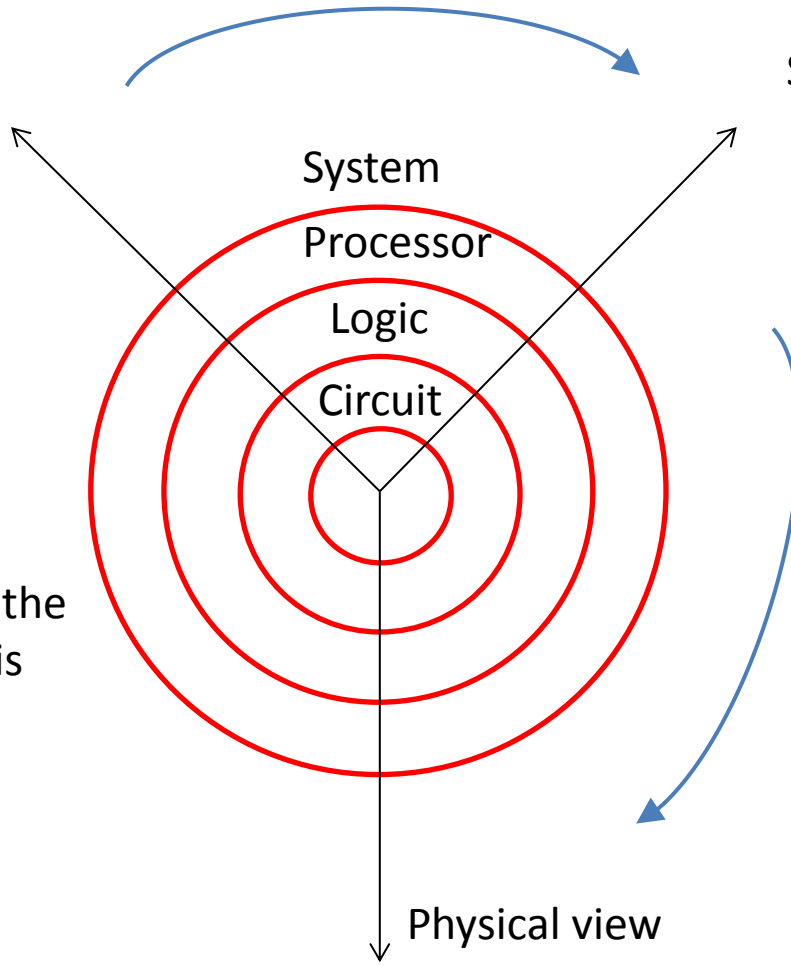 S
System
Processor
Logic
Circuit
the
is
Physical view